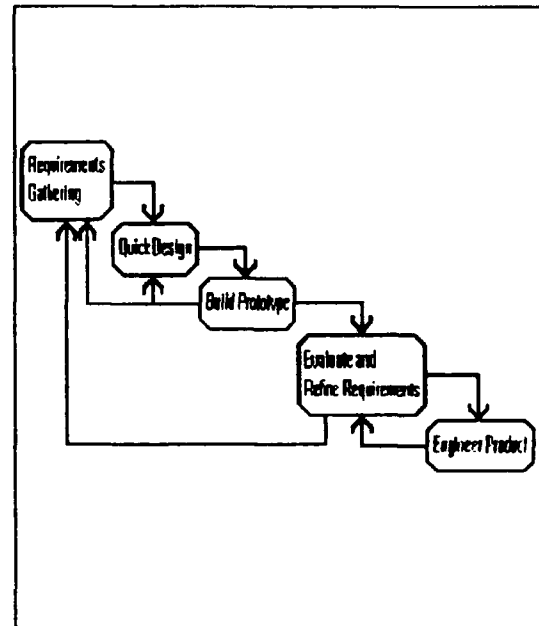 Requirements
Gathering
Quick Design
Build Prototype
Evaluate and
Refine Requirements
Engineer Product